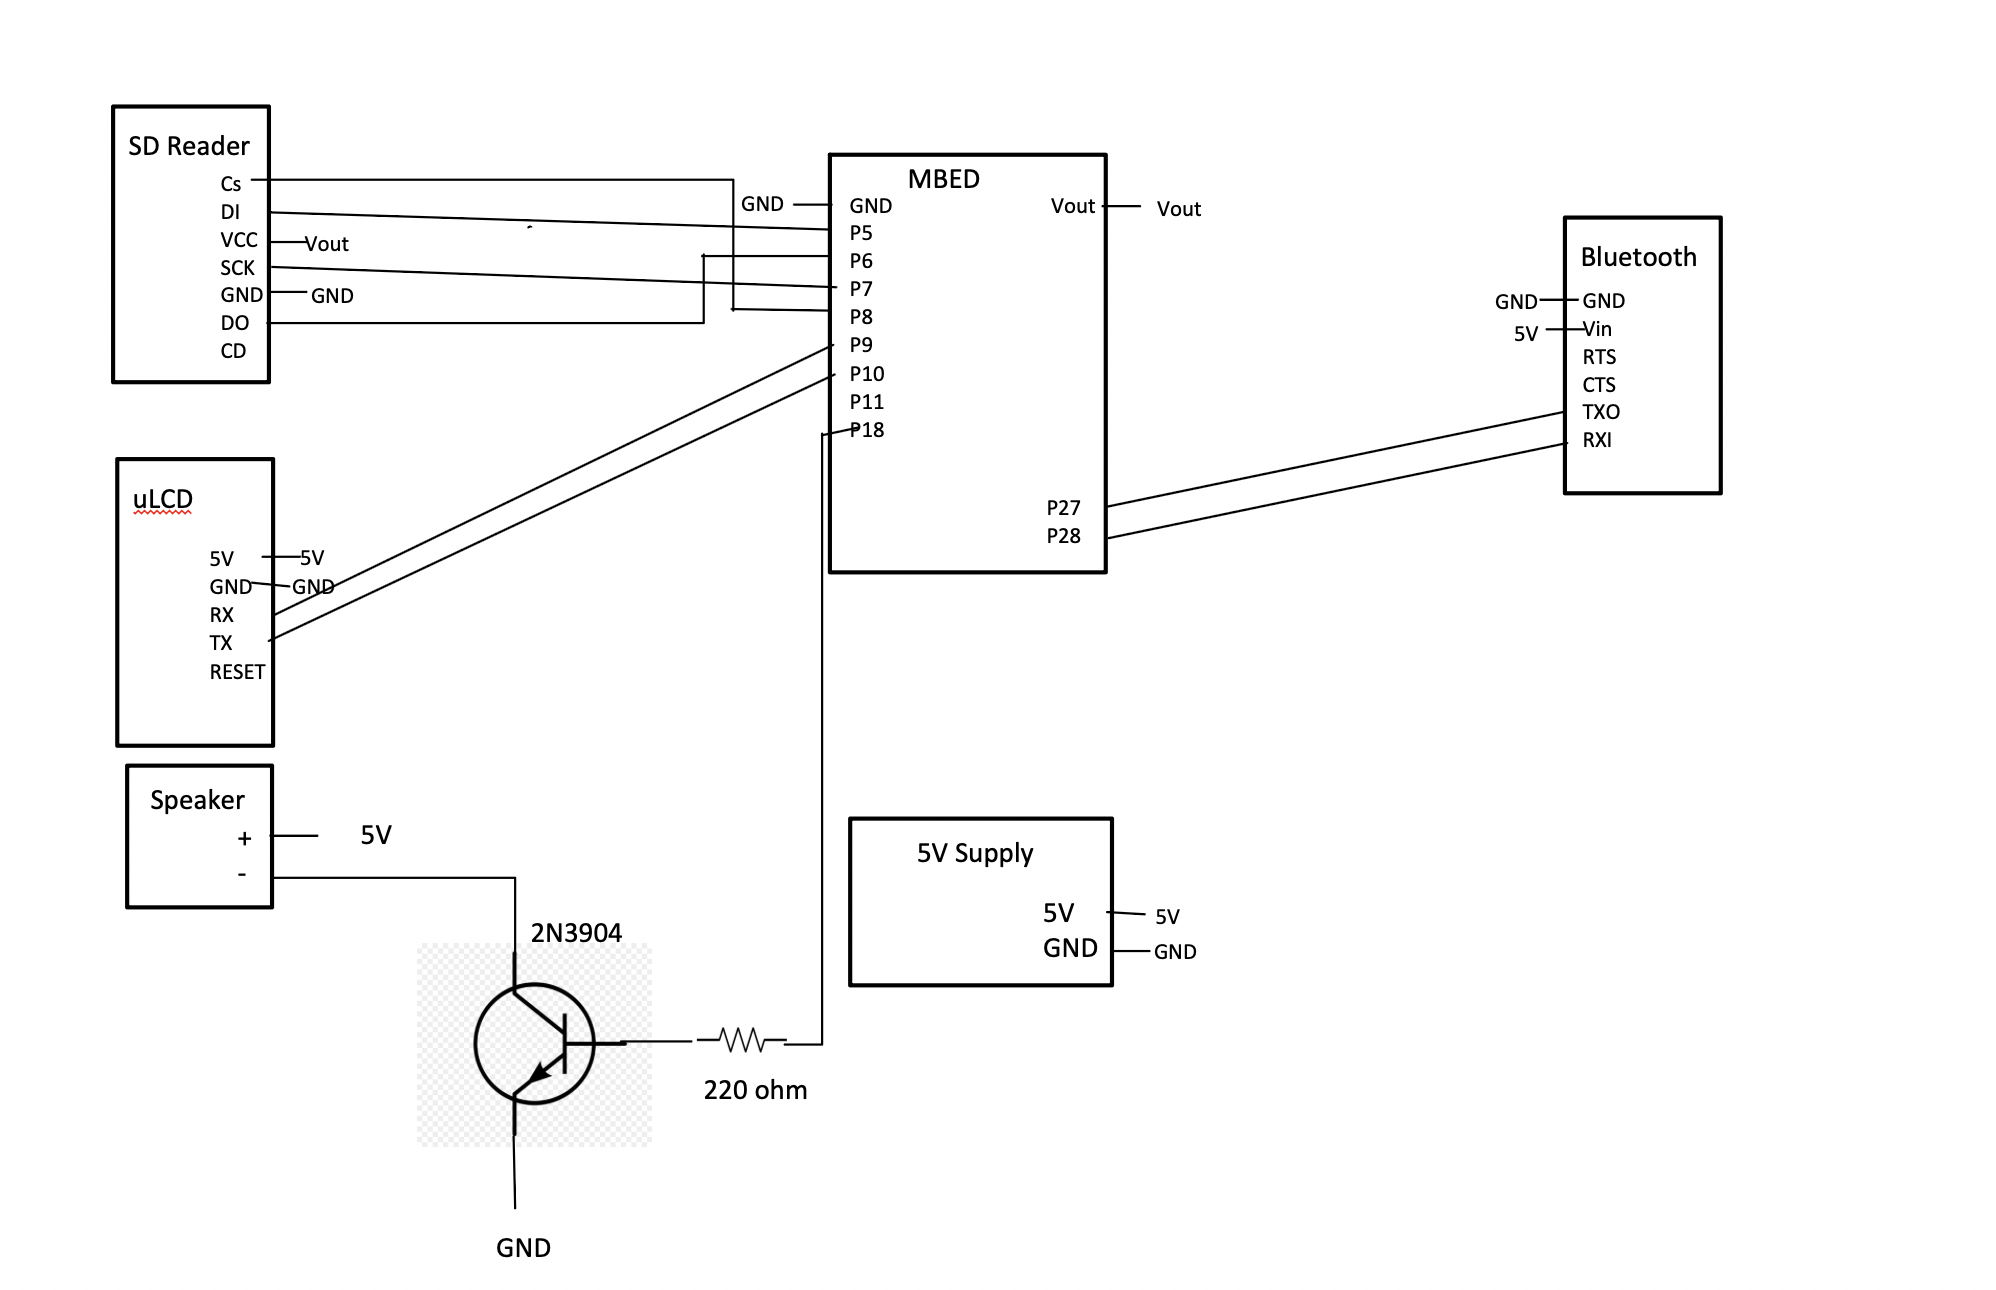 SD Reader
Cs
DI
VCC Vout
SCK
GND GND
DO
CD
MBED
GND GND
Vout Vout
P5
P6
P7
P8
P9
P10
P11
P18
P27
P28
Bluetooth
GND GND
5V Vin
RTS
CTS
TXO
RXI
uLCD
5V 5V
GND GND
RX
TX
RESET
Speaker
+ 5V
-
2N3904
220 ohm
GND
5V Supply
5V 5V
GND GND